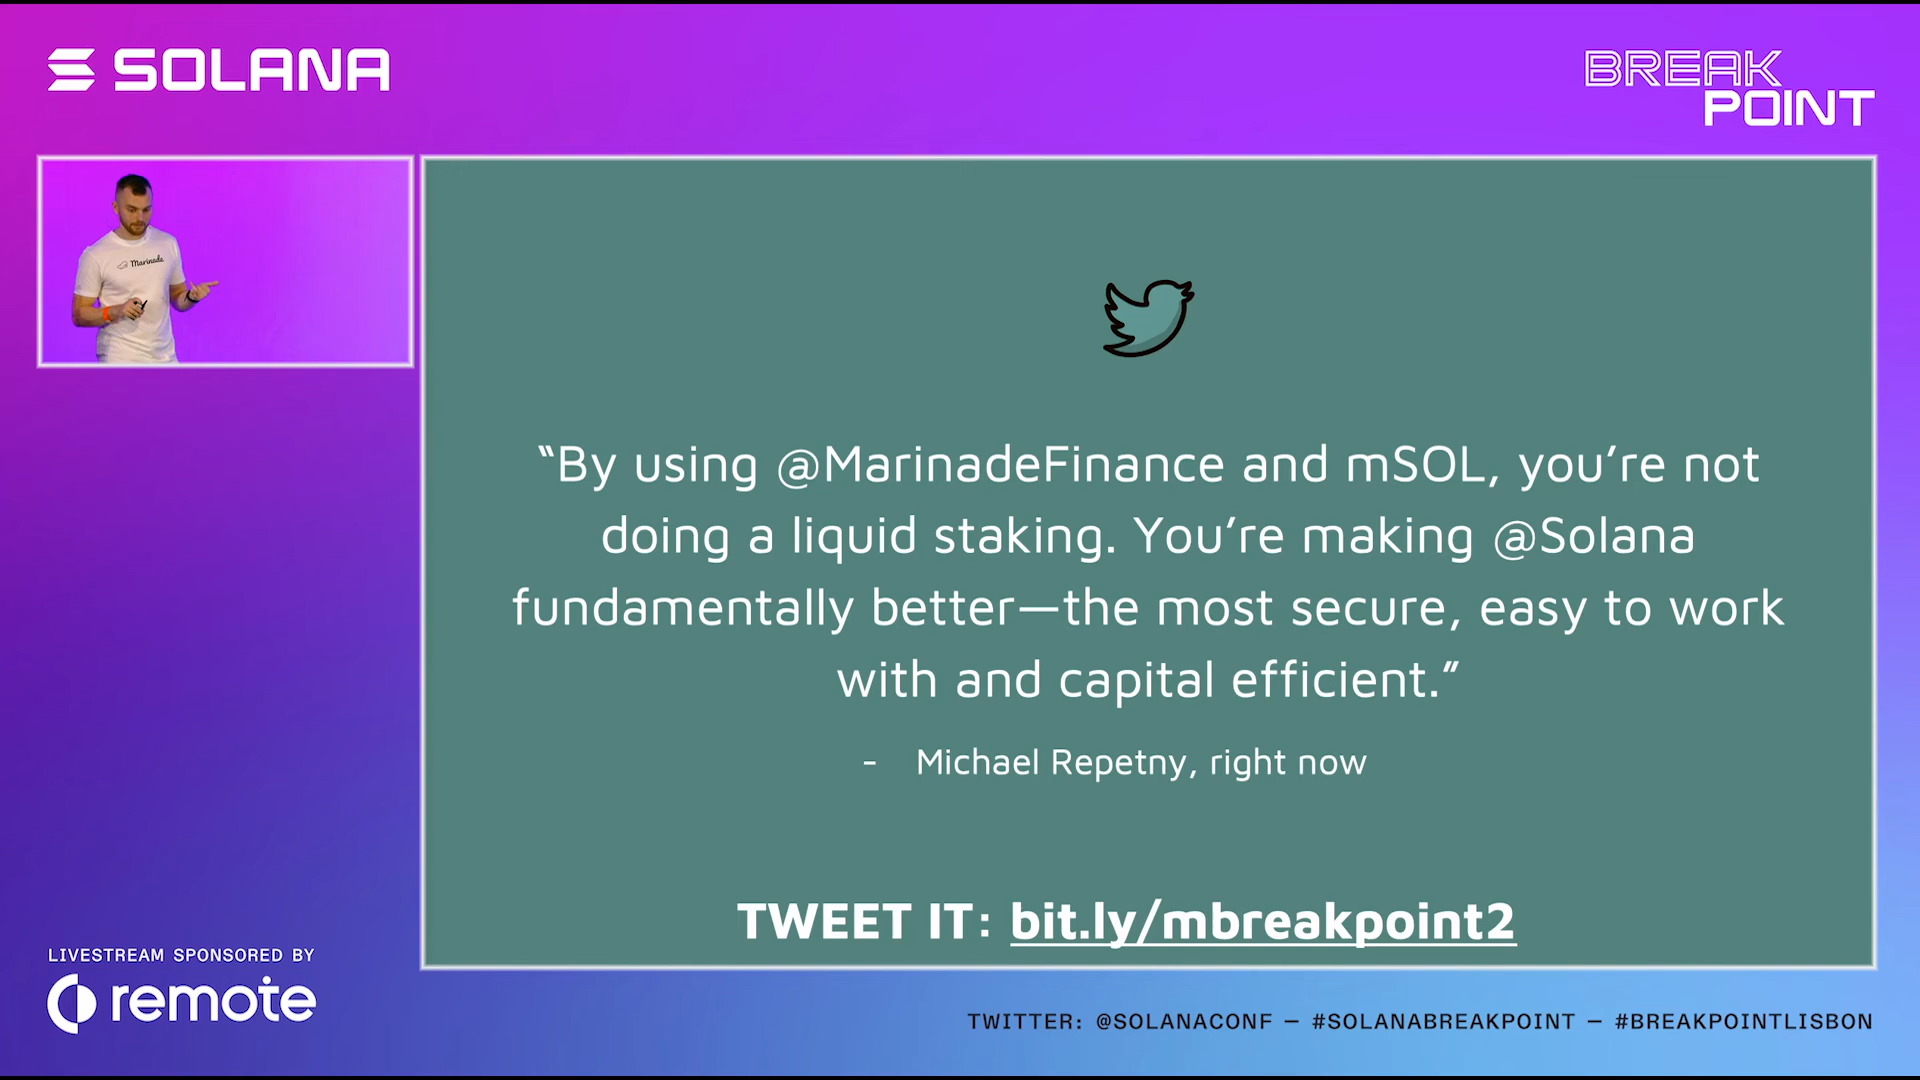 SOLANA
BREAK
POINT
Marinade
“By using @MarinadeFinance and mSOL, you’re not
doing a liquid staking. You’re making @Solana
fundamentally better—the most secure, easy to work
with and capital efficient.”
- Michael Repetny, right now
TWEET IT: bit.ly/mbreakpoint2
LIVESTREAM SPONSORED BY
remote
TWITTER: @SOLANACONF – #SOLANABREAKPOINT – #BREAKPOINTLISBON